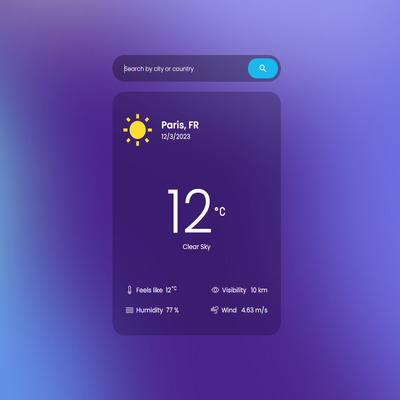 Search by city or country
Paris, FR
12/3/2023
12°C
Clear Sky
Feels like 12°C
Visibility 10 km
Humidity 77 %
Wind 4.63 m/s